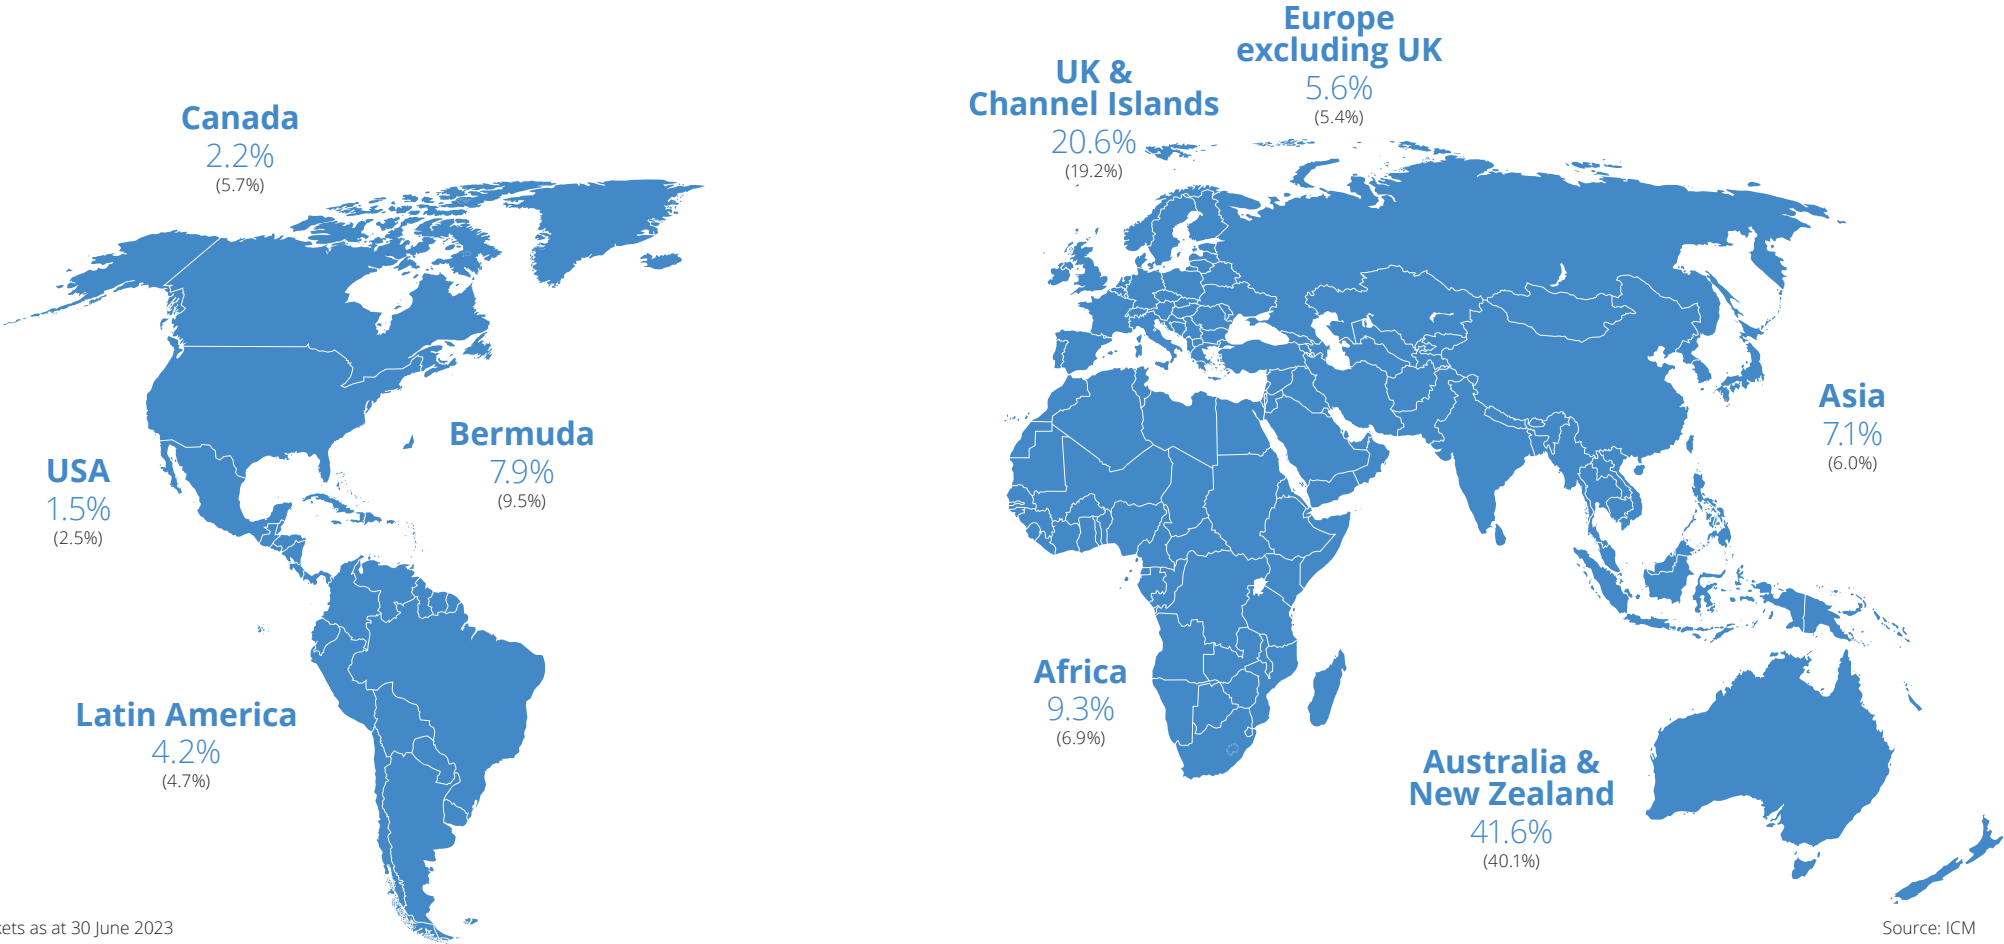 Europe
excluding UK
5.6%
(5.4%)
UK &
Channel Islands
20.6%
(19.2%)
Canada
2.2%
(5.7%)
Asia
7.1%
(6.0%)
Bermuda
7.9%
(9.5%)
USA
1.5%
(2.5%)
Africa
9.3%
(6.9%)
Latin America
4.2%
(4.7%)
Australia &
New Zealand
41.6%
(40.1%)
as at 30 June 2023
Source: ICM